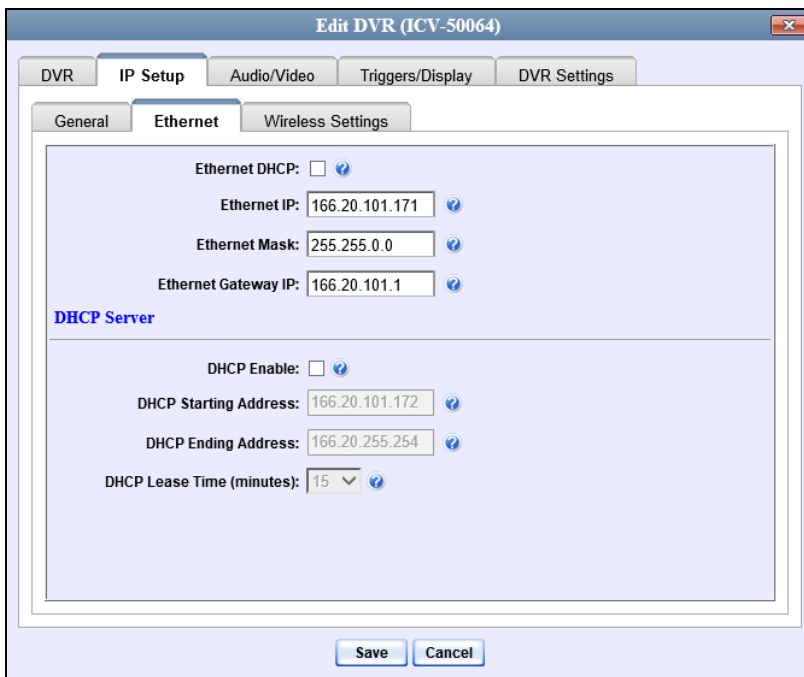 Edit DVR (ICV-50064)
DVR IP Setup Audio/Video Triggers/Display DVR Settings
General Ethernet Wireless Settings
Ethernet DHCP:
Ethernet IP: 166.20.101.171
Ethernet Mask: 255.255.0.0
Ethernet Gateway IP: 166.20.101.1
DHCP Server
DHCP Enable:
DHCP Starting Address: 166.20.101.172
DHCP Ending Address: 166.20.255.254
DHCP Lease Time (minutes): 15
Save Cancel